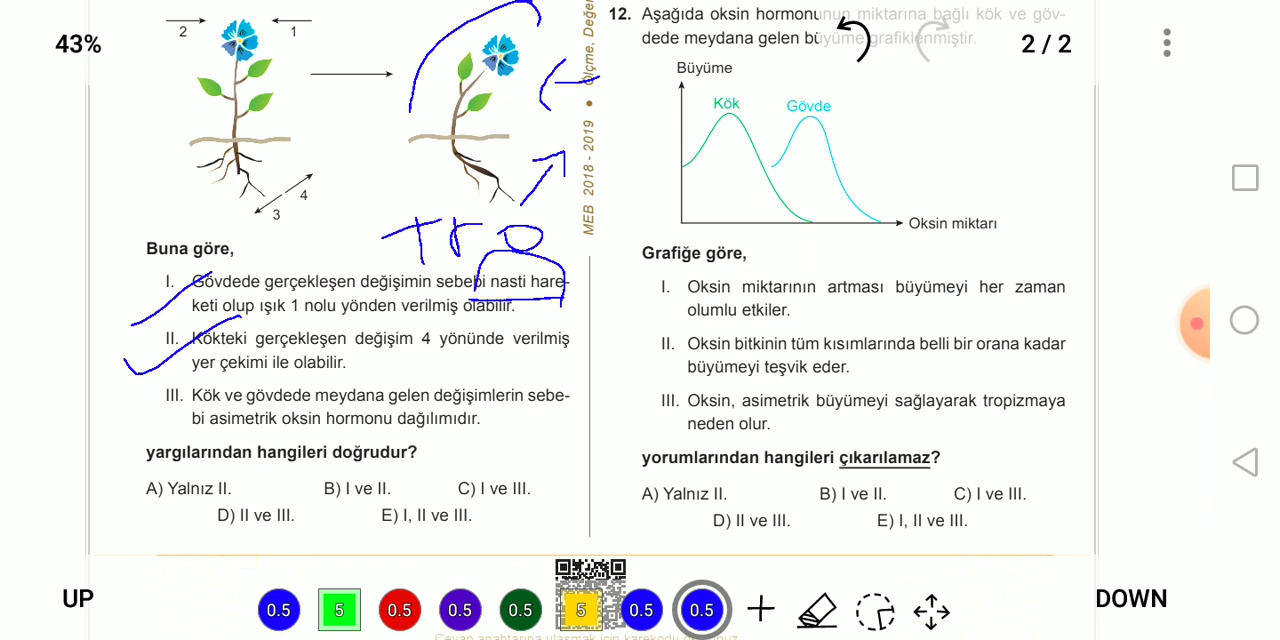 43%
2
1
4
3
Buna göre,
I. Gövdede gerçekleşen değişimin sebebi nasti hare-
keti olup ışık 1 nolu yönden verilmiş olabilir.
II. Kökteki gerçekleşen değişim 4 yönünde verilmiş
yer çekimi ile olabilir.
III. Kök ve gövdede meydana gelen değişimlerin sebe-
bi asimetrik oksin hormonu dağılımıdır.
yargılarından hangileri doğrudur?
A) Yalnız II. B) I ve II. C) I ve III.
D) II ve III. E) I, II ve III.
MEB 2018 - 2019 • Ölçme, Değer
12. Aşağıda oksin hormonunun miktarına bağlı kök ve göv-
dede meydana gelen büyüme grafiklenmiştir.
2 / 2
Büyüme
Kök Gövde
Oksin miktarı
Grafiğe göre,
I. Oksin miktarının artması büyümeyi her zaman
olumlu etkiler.
II. Oksin bitkinin tüm kısımlarında belli bir orana kadar
büyümeyi teşvik eder.
III. Oksin, asimetrik büyümeyi sağlayarak tropizmaya
neden olur.
yorumlarından hangileri çıkarılamaz?
A) Yalnız II. B) I ve II. C) I ve III.
D) II ve III. E) I, II ve III.
UP
0.5 5 0.5 0.5 0.5 5 0.5 0.5
DOWN